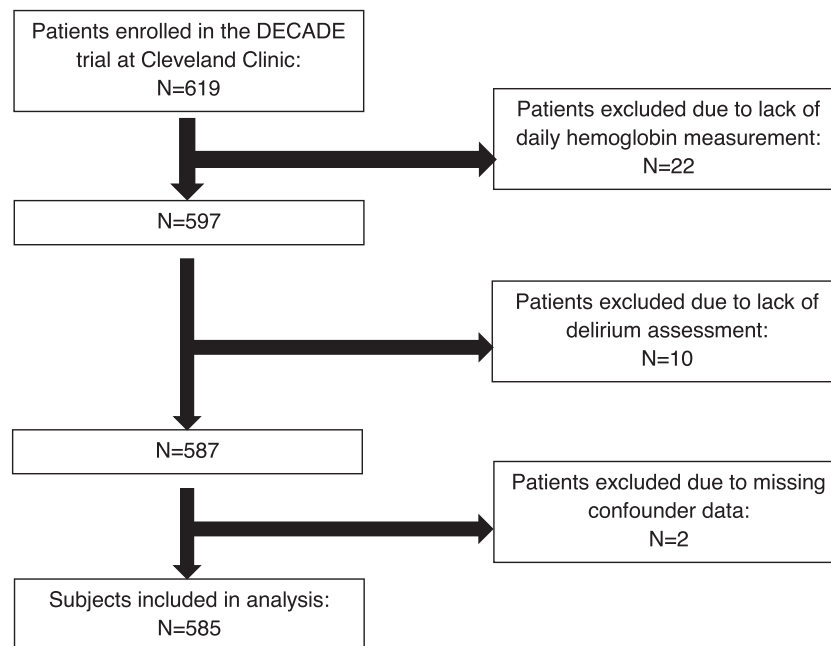 Patients enrolled in the DECADE
trial at Cleveland Clinic:
N=619
Patients excluded due to lack of
daily hemoglobin measurement:
N=22
N=597
Patients excluded due to lack of
delirium assessment:
N=10
N=587
Patients excluded due to missing
confounder data:
N=2
Subjects included in analysis:
N=585